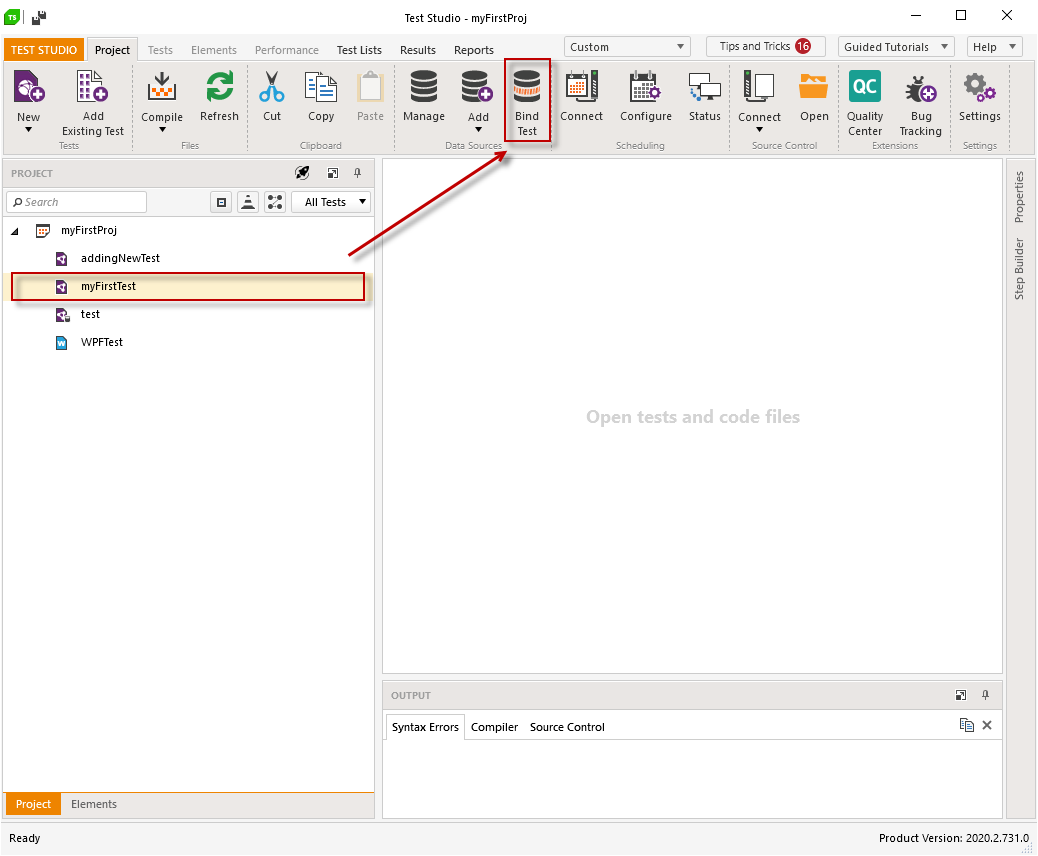 TS
Test Studio - myFirstProj
TEST STUDIO
Project
Tests
Elements
Performance
Test Lists
Results
Reports
Custom
Tips and Tricks 16
Guided Tutorials
Help
New
Add
Existing Test
Compile
Refresh
Cut
Copy
Paste
Manage
Add
Bind
Test
Connect
Configure
Status
Connect
Open
QC
Quality
Center
Bug
Tracking
Settings
Tests
Files
Clipboard
Data Sources
Scheduling
Source Control
Extensions
Settings
PROJECT
Search
All Tests
myFirstProj
addingNewTest
myFirstTest
test
W
WPFTest
Open tests and code files
Properties
Step Builder
OUTPUT
Syntax Errors
Compiler
Source Control
Project
Elements
Ready
Product Version: 2020.2.731.0